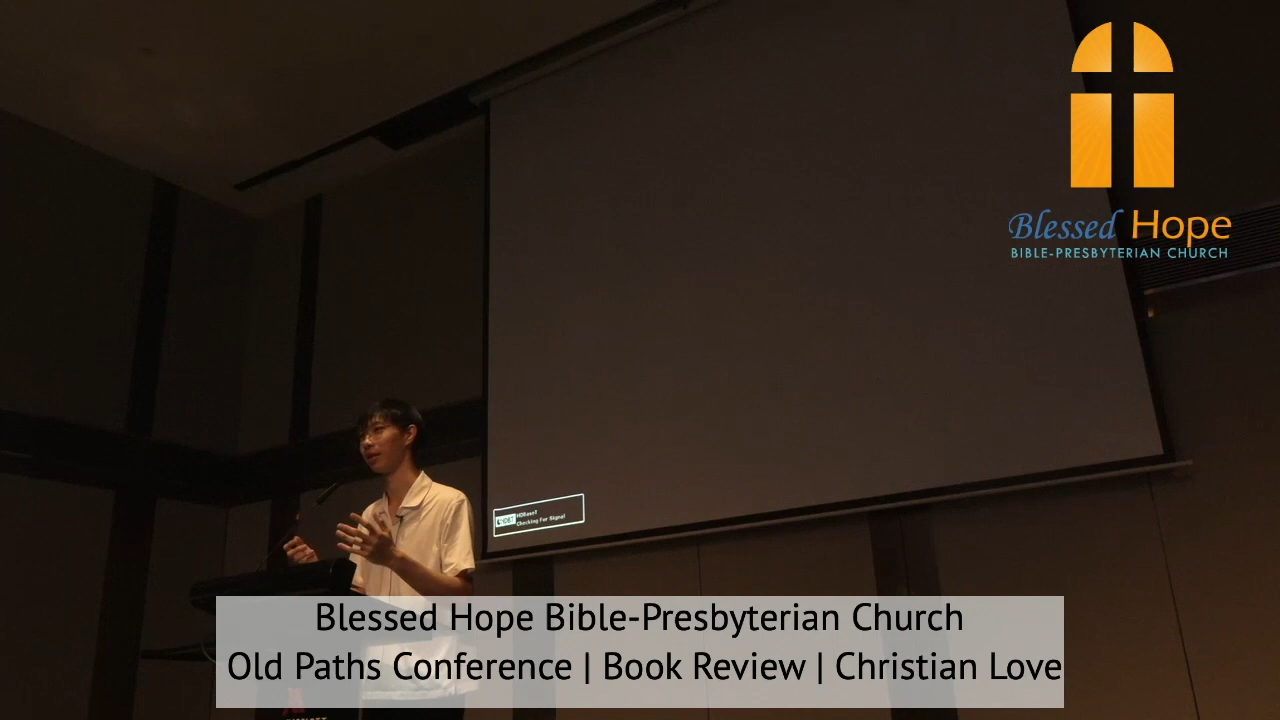 Blessed Hope
BIBLE-PRESBYTERIAN CHURCH
HDBaseT
Checking For Signal
Blessed Hope Bible-Presbyterian Church
Old Paths Conference | Book Review | Christian Love